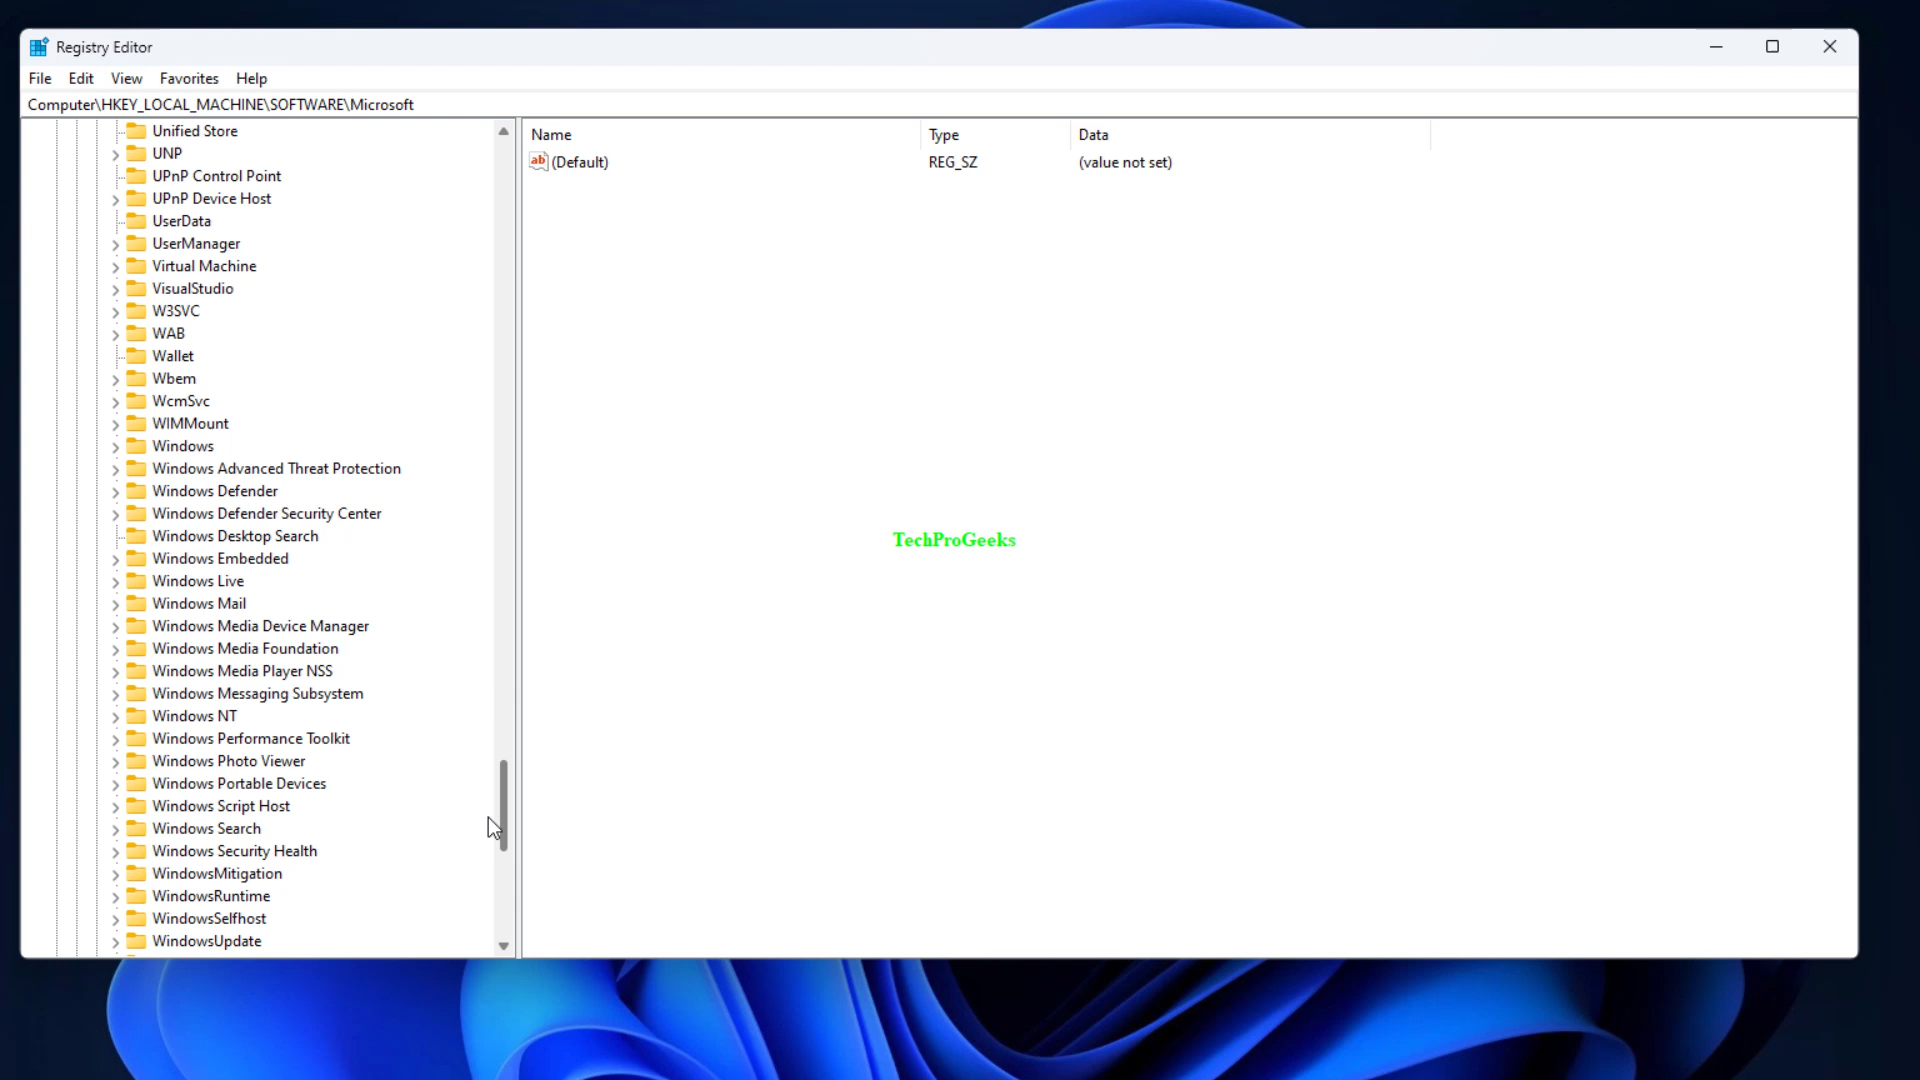 Registry Editor
File Edit View Favorites Help
Computer\HKEY_LOCAL_MACHINE\SOFTWARE\Microsoft
Unified Store
UNP
UPnP Control Point
UPnP Device Host
UserData
UserManager
Virtual Machine
VisualStudio
W3SVC
WAB
Wallet
Wbem
WcmSvc
WIMMount
Windows
Windows Advanced Threat Protection
Windows Defender
Windows Defender Security Center
Windows Desktop Search
Windows Embedded
Windows Live
Windows Mail
Windows Media Device Manager
Windows Media Foundation
Windows Media Player NSS
Windows Messaging Subsystem
Windows NT
Windows Performance Toolkit
Windows Photo Viewer
Windows Portable Devices
Windows Script Host
Windows Search
Windows Security Health
WindowsMitigation
WindowsRuntime
WindowsSelfhost
WindowsUpdate
Name Type Data
ab (Default) REG_SZ (value not set)
TechProGeeks